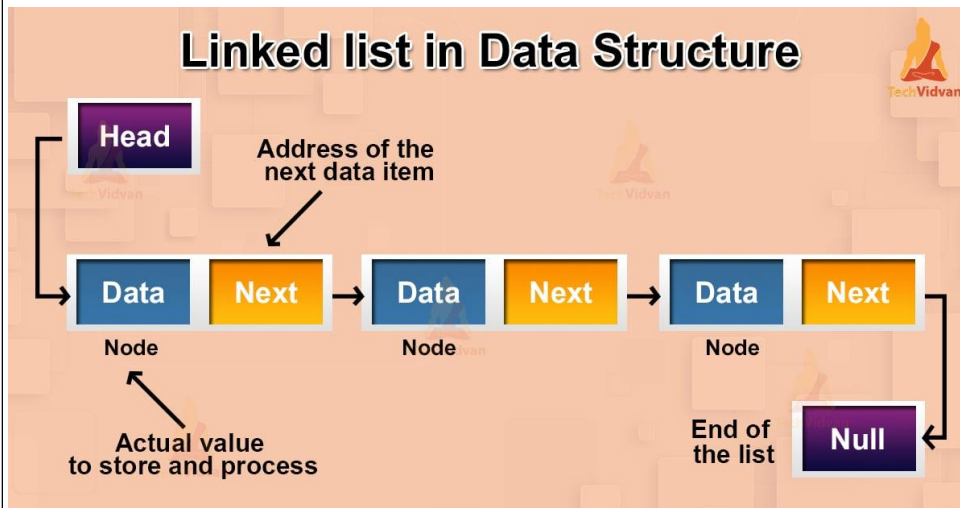 Linked list in Data Structure
TechVidvan
Head
Address of the
next data item
Data Next Data Next Data Next
Node Node Node
Actual value
to store and process
End of
the list
Null